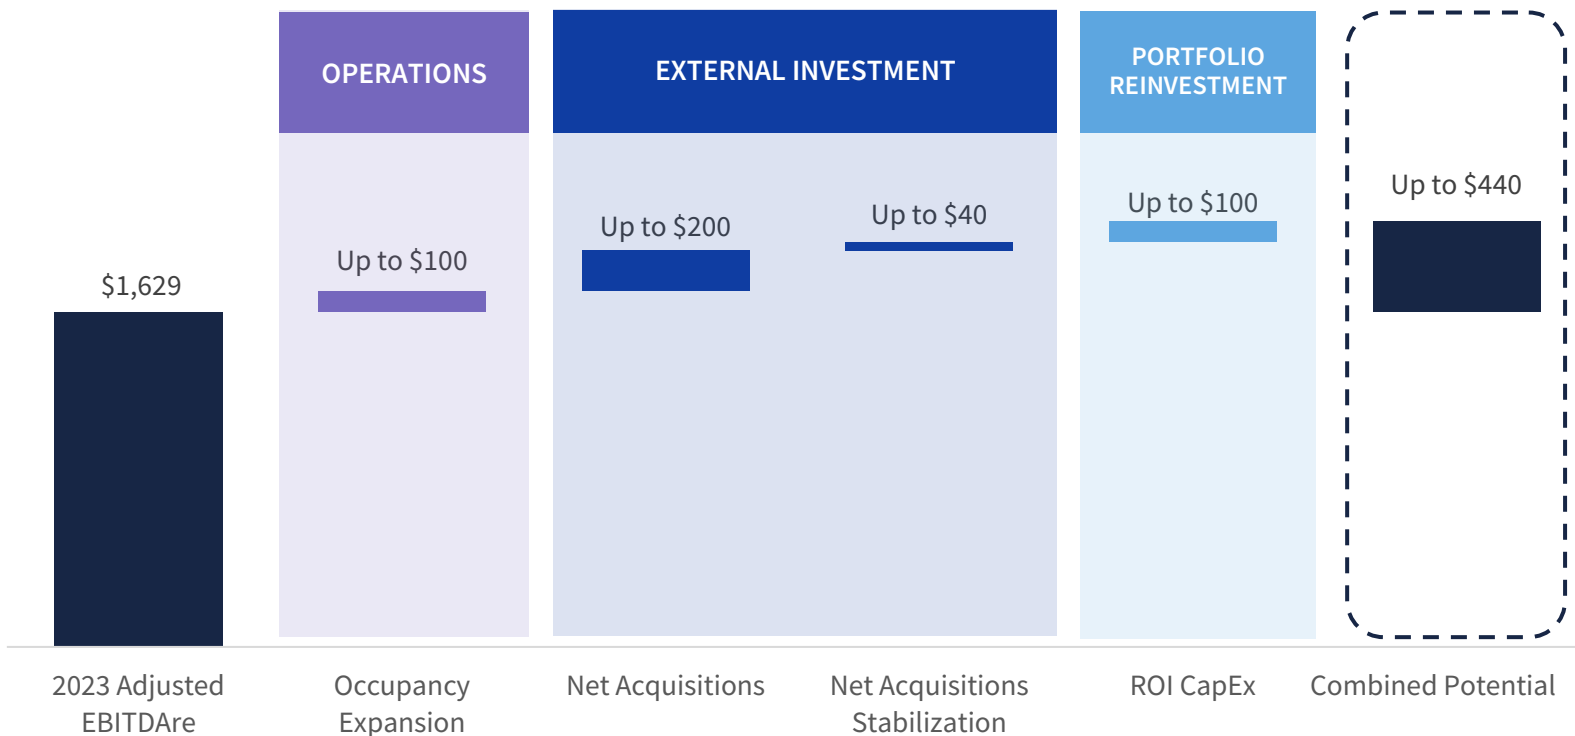 OPERATIONS
EXTERNAL INVESTMENT
PORTFOLIO
REINVESTMENT
$1,629
Up to $100
Up to $200
Up to $40
Up to $100
Up to $440
2023 Adjusted
EBITDAre
Occupancy
Expansion
Net Acquisitions
Net Acquisitions
Stabilization
ROI CapEx
Combined Potential